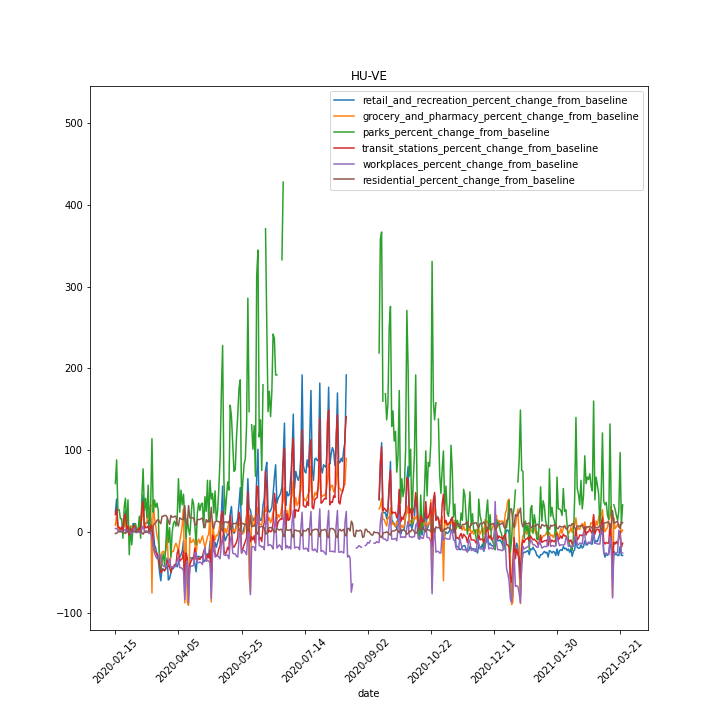 HU-VE
retail_and_recreation_percent_change_from_baseline
grocery_and_pharmacy_percent_change_from_baseline
parks_percent_change_from_baseline
transit_stations_percent_change_from_baseline
workplaces_percent_change_from_baseline
residential_percent_change_from_baseline
500
400
300
200
100
0
−100
2020-02-15
2020-04-05
2020-05-25
2020-07-14
2020-09-02
2020-10-22
2020-12-11
2021-01-30
2021-03-21
date